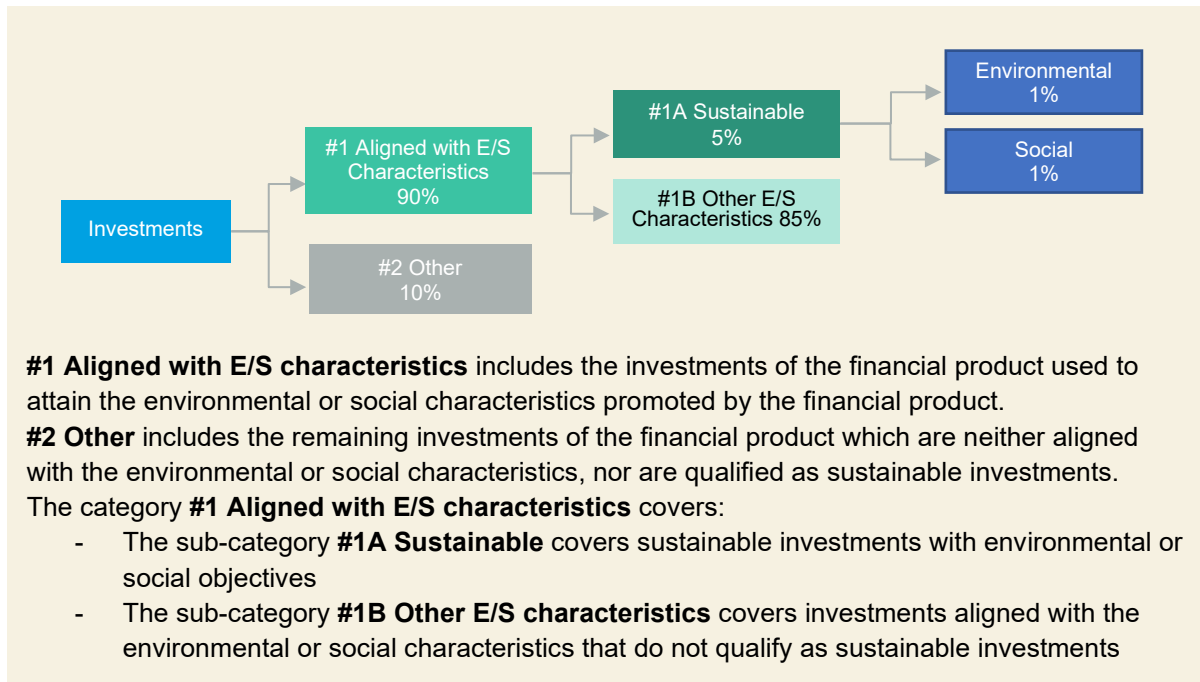 Investments
#1 Aligned with E/S
Characteristics
90%
#2 Other
10%
#1A Sustainable
5%
#1B Other E/S
Characteristics 85%
Environmental
1%
Social
1%
#1 Aligned with E/S characteristics includes the investments of the financial product used to
attain the environmental or social characteristics promoted by the financial product.
#2 Other includes the remaining investments of the financial product which are neither aligned
with the environmental or social characteristics, nor are qualified as sustainable investments.
The category #1 Aligned with E/S characteristics covers:
- The sub-category #1A Sustainable covers sustainable investments with environmental or
social objectives
- The sub-category #1B Other E/S characteristics covers investments aligned with the
environmental or social characteristics that do not qualify as sustainable investments